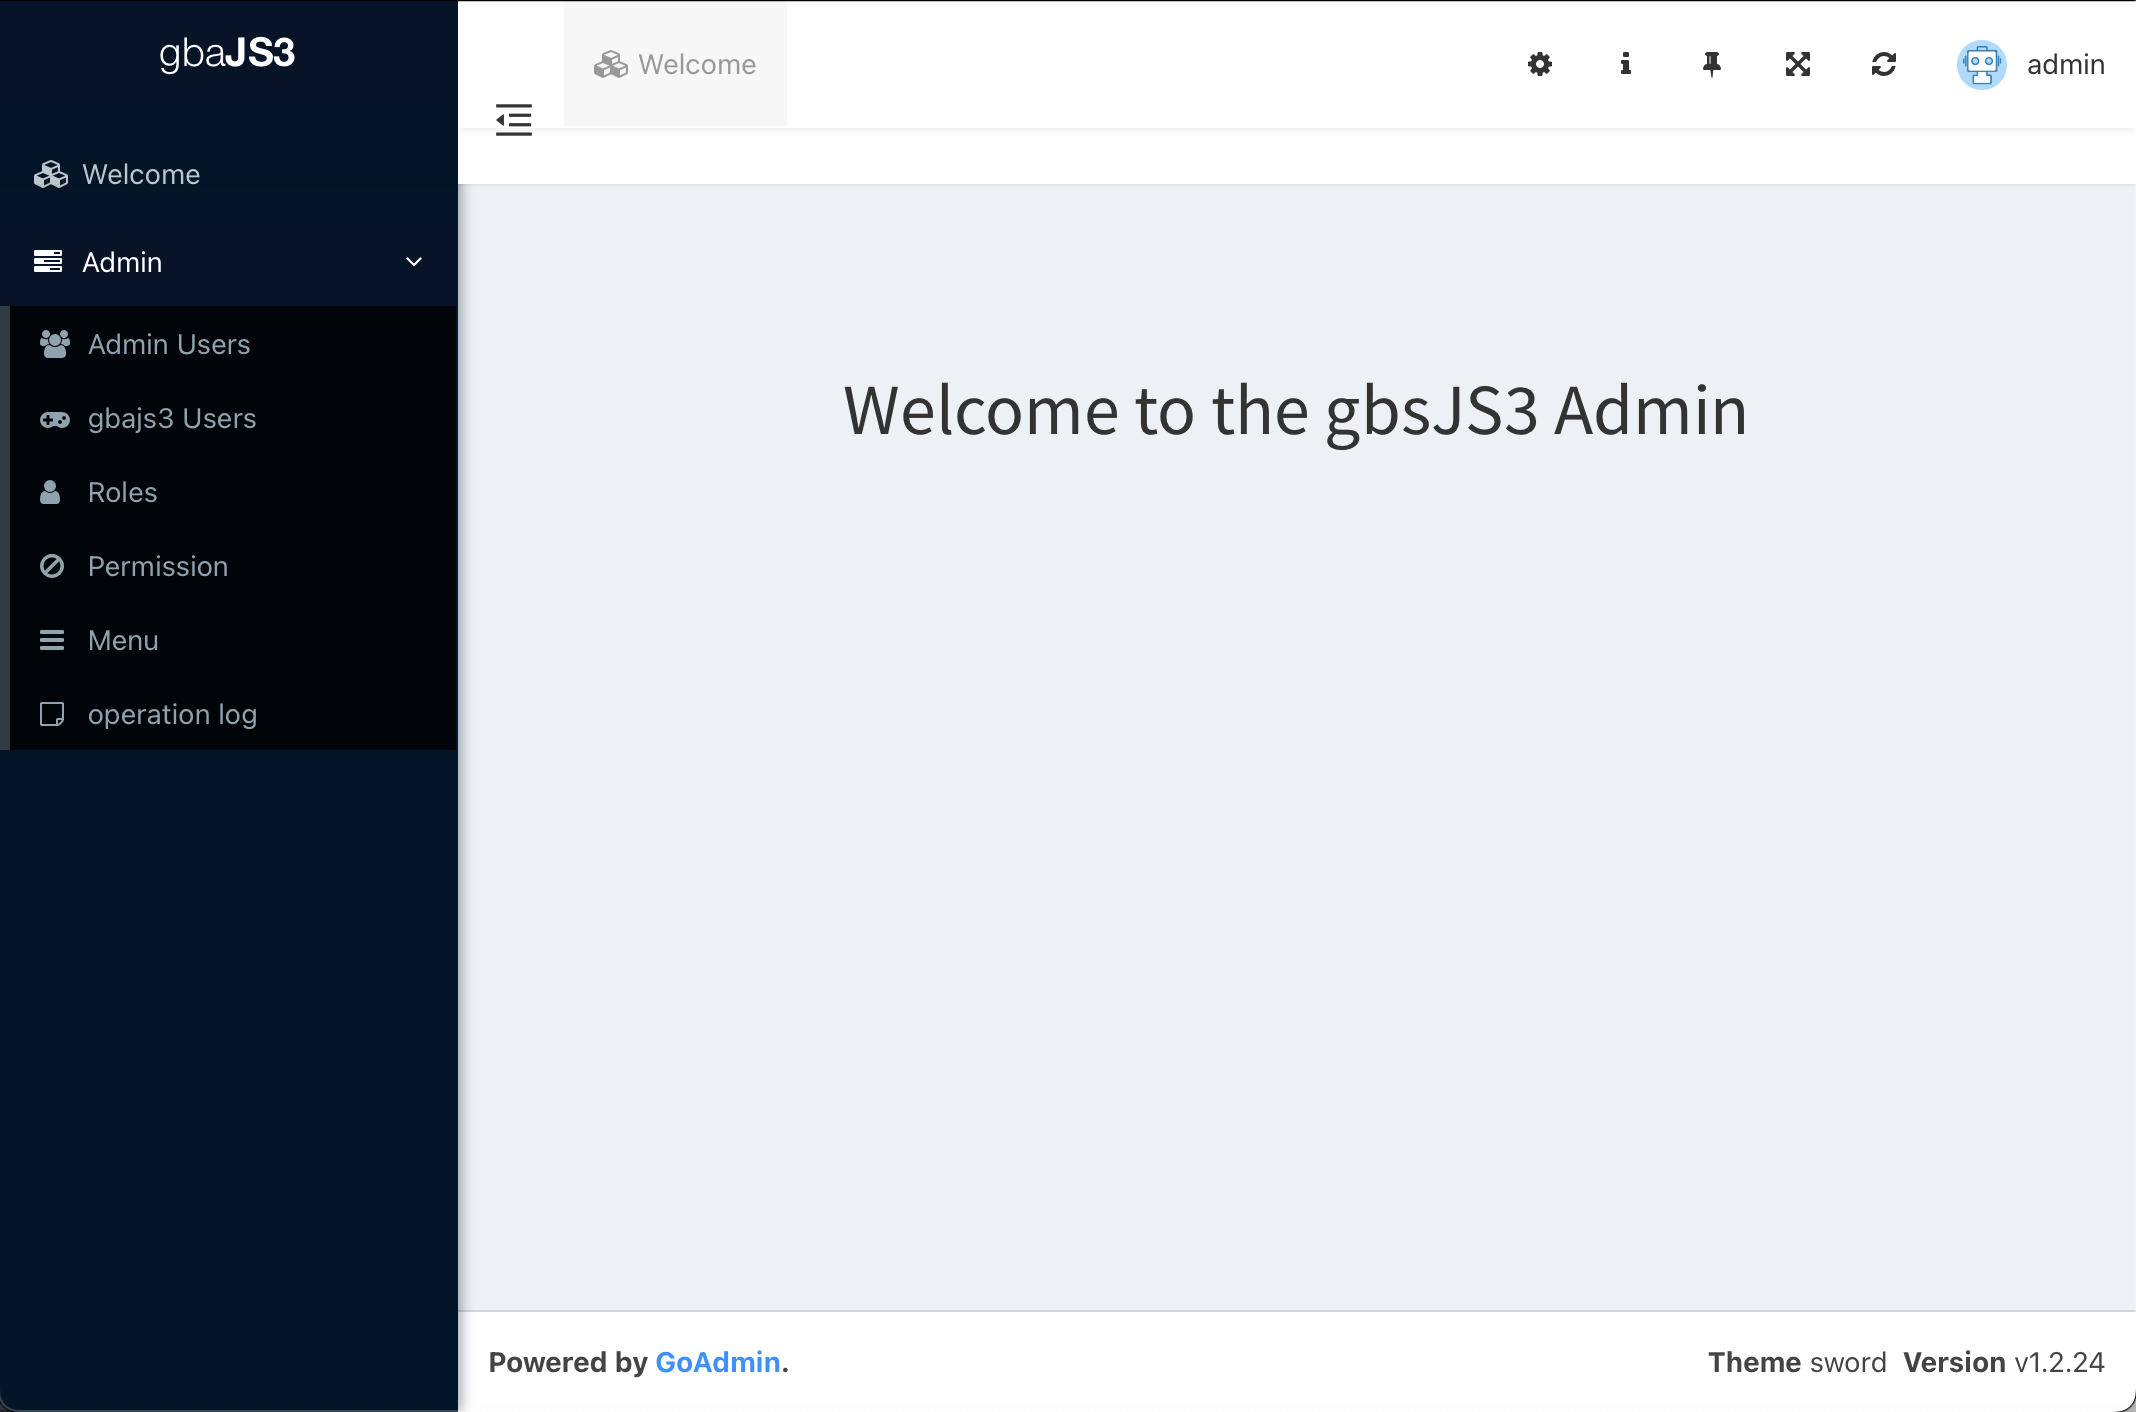 gbaJS3
Welcome
Admin
Admin Users
gbajs3 Users
Roles
Permission
Menu
operation log
Welcome
admin
Welcome to the gbsJS3 Admin
Powered by GoAdmin.
Theme sword Version v1.2.24